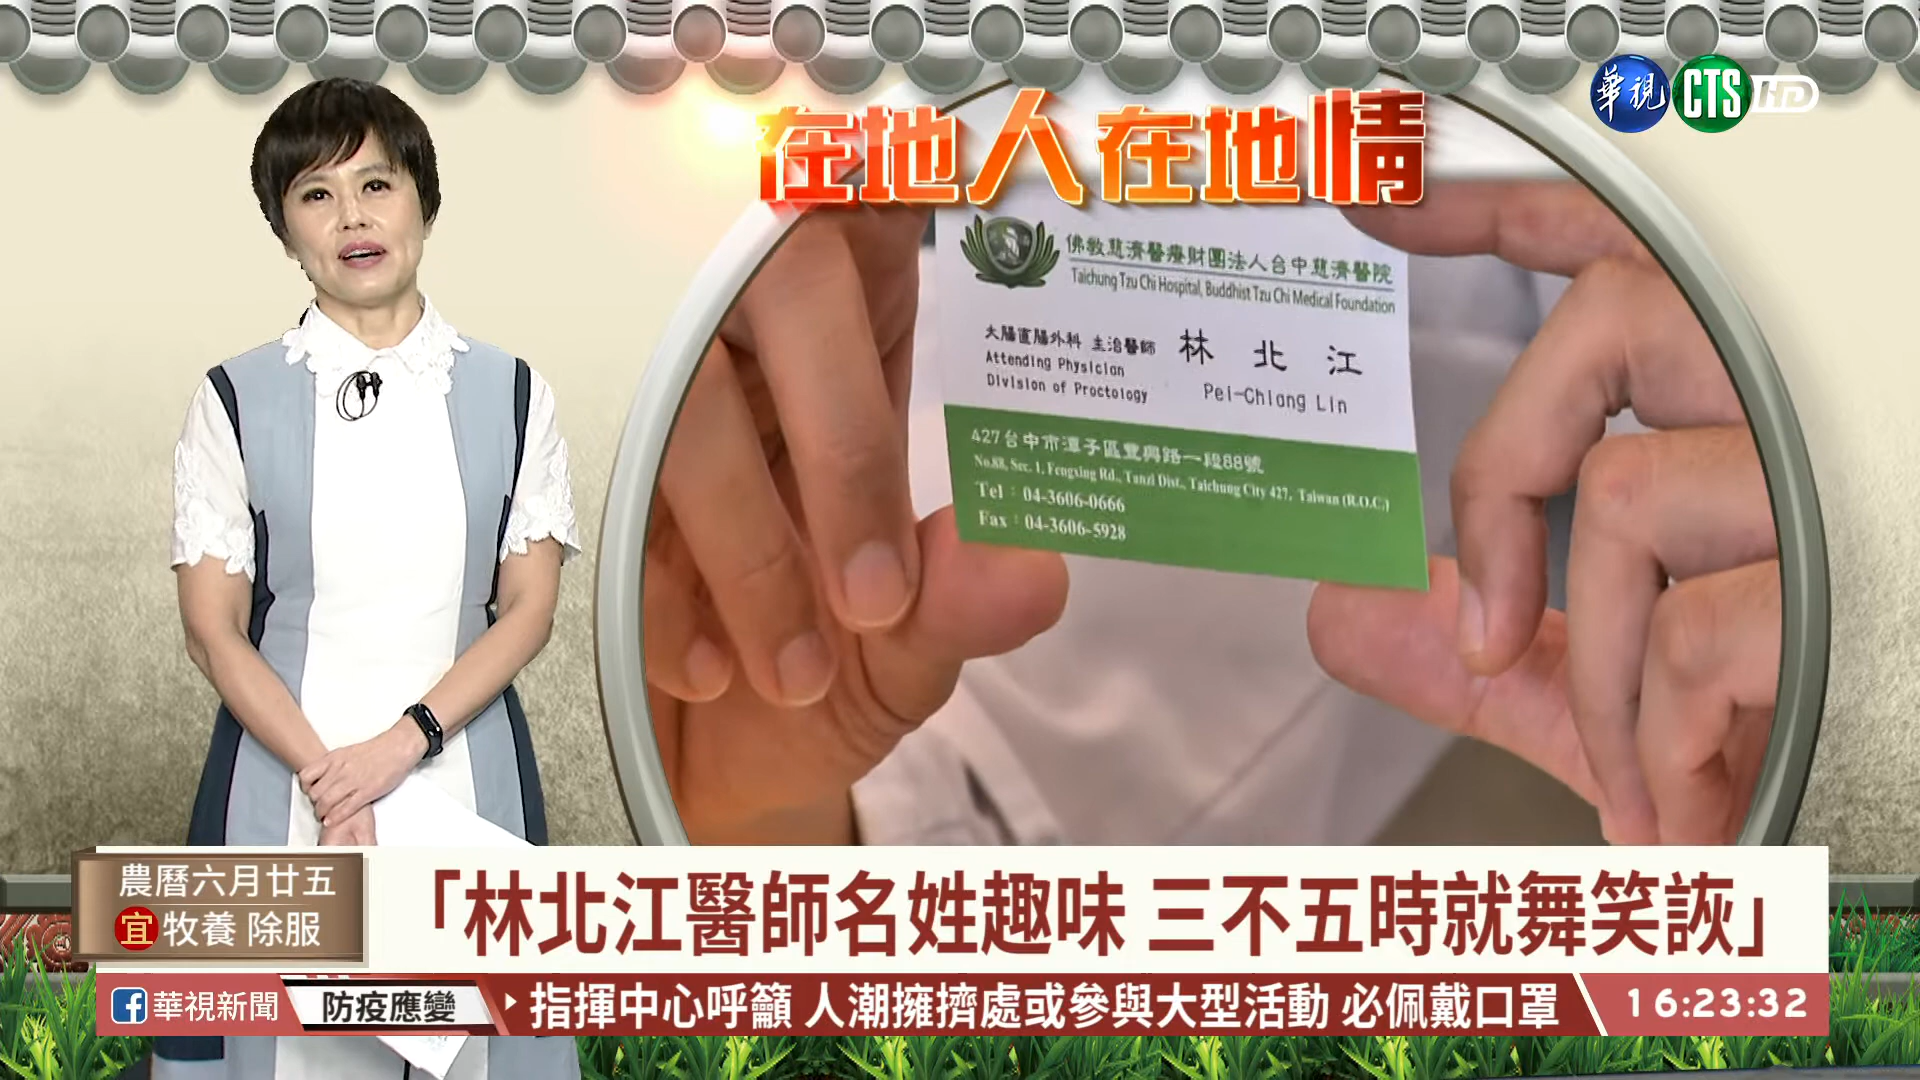 華視 CTS HD
在地人在地情
佛教慈濟醫療財團法人台中慈濟醫院
Taichung Tzu Chi Hospital, Buddhist Tzu Chi Medical Foundation
大腸直腸外科 主治醫師 林北江
Attending Physician
Division of Proctology
Pei-Chiang Lin
427台中市潭子區豐興路一段88號
No.88, Sec. 1, Fengxing Rd., Tanzi Dist., Taichung City 427, Taiwan (R.O.C.)
Tel：04-3606-0666
Fax：04-3606-5928
農曆六月廿五
宜 牧養 除服
「林北江醫師名姓趣味 三不五時就舞笑詼」
華視新聞
防疫應變
指揮中心呼籲 人潮擁擠處或參與大型活動 必佩戴口罩
16:23:32